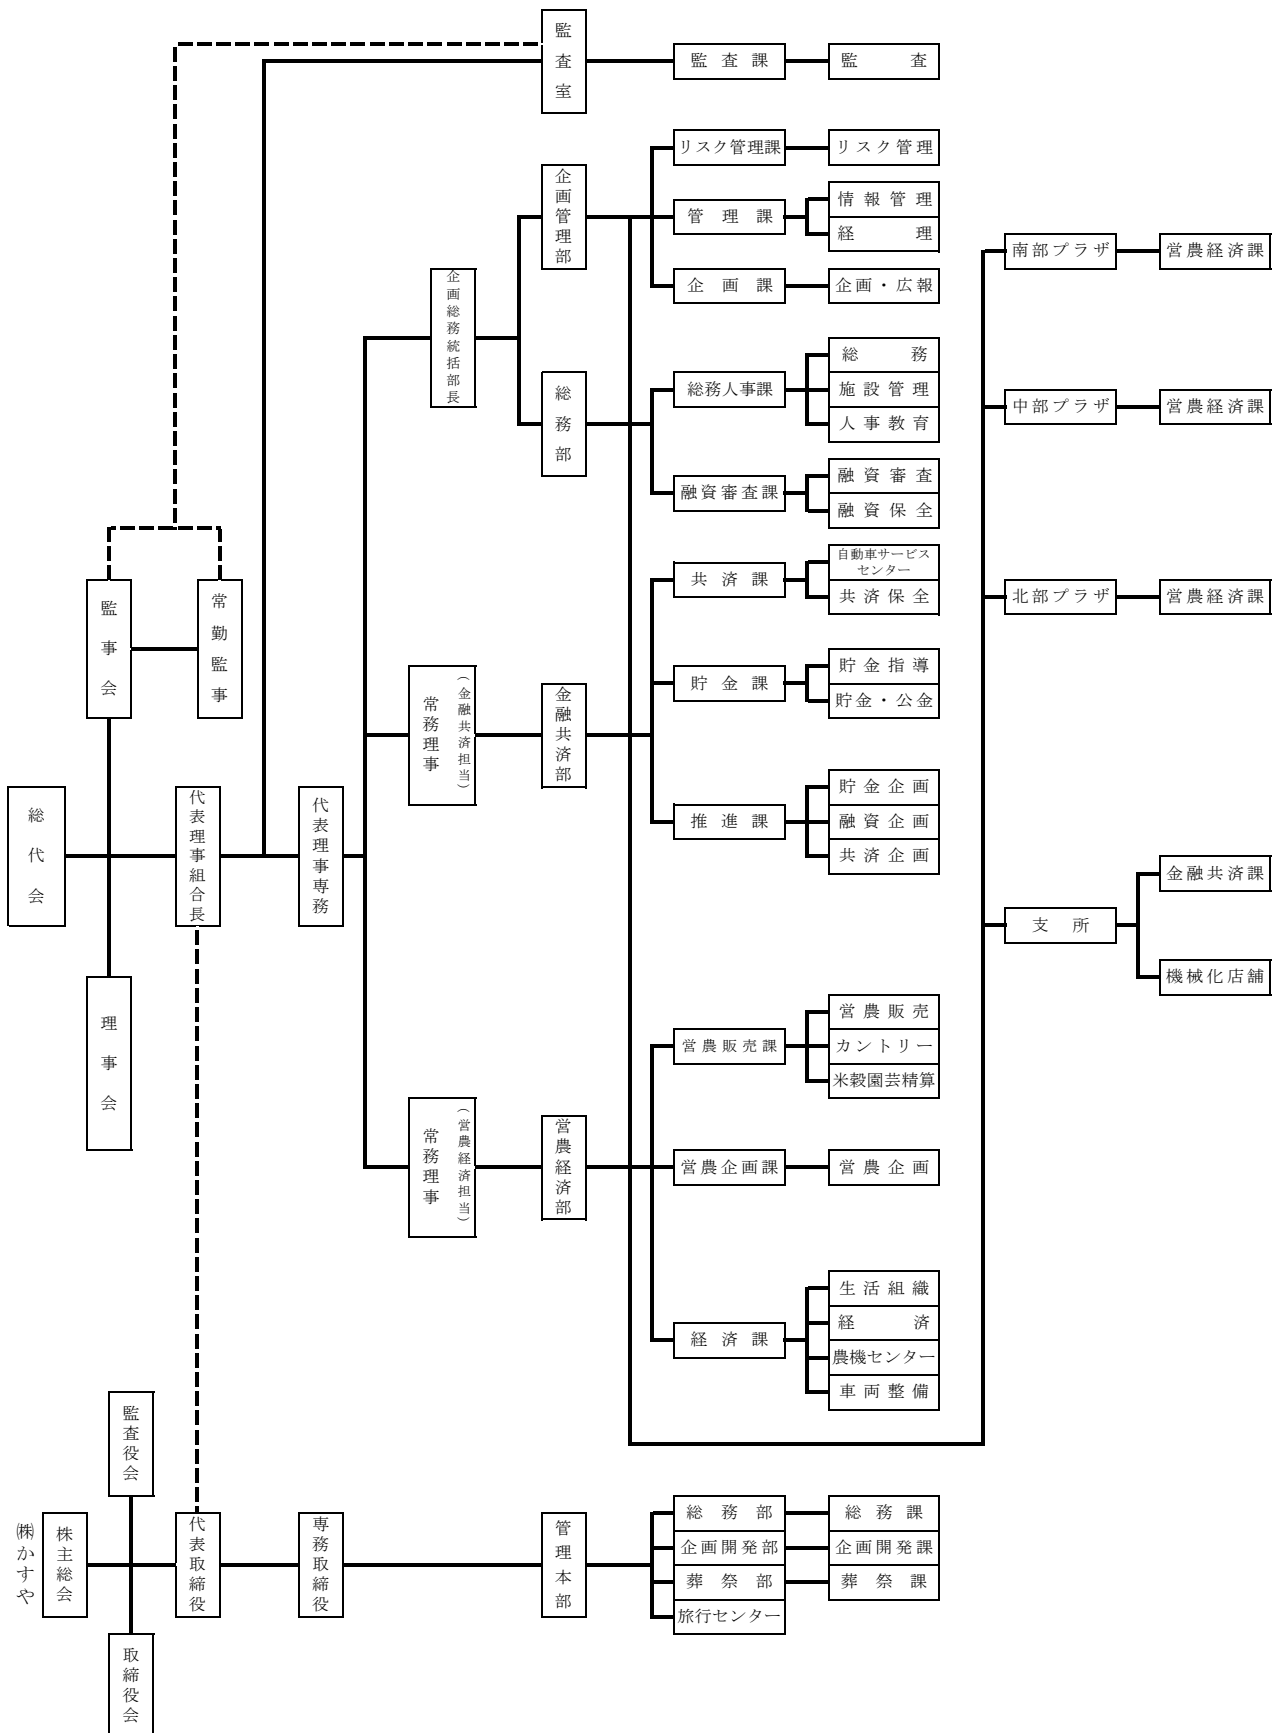 監査室
監査課
監査
リスク管理課
リスク管理
企画管理部
管理課
情報管理
経理
企画課
企画・広報
企画総務統括部長
総務部
総務人事課
総務
施設管理
人事教育
融資審査課
融資審査
融資保全
南部プラザ
営農経済課
中部プラザ
営農経済課
北部プラザ
営農経済課
監事会
常勤監事
共済課
自動車サービス
センター
共済保全
常務理事
（金融共済担当）
金融共済部
貯金課
貯金指導
貯金・公金
推進課
貯金企画
融資企画
共済企画
総代会
代表理事組合長
代表理事専務
理事会
支所
金融共済課
機械化店舗
常務理事
（営農経済担当）
営農経済部
営農販売課
営農販売
カントリー
米穀園芸精算
営農企画課
営農企画
経済課
生活組織
経済
農機センター
車両整備
監査役会
㈱かすや
株主総会
代表取締役
専務取締役
管理本部
総務部
総務課
企画開発部
企画開発課
葬祭部
葬祭課
旅行センター
取締役会